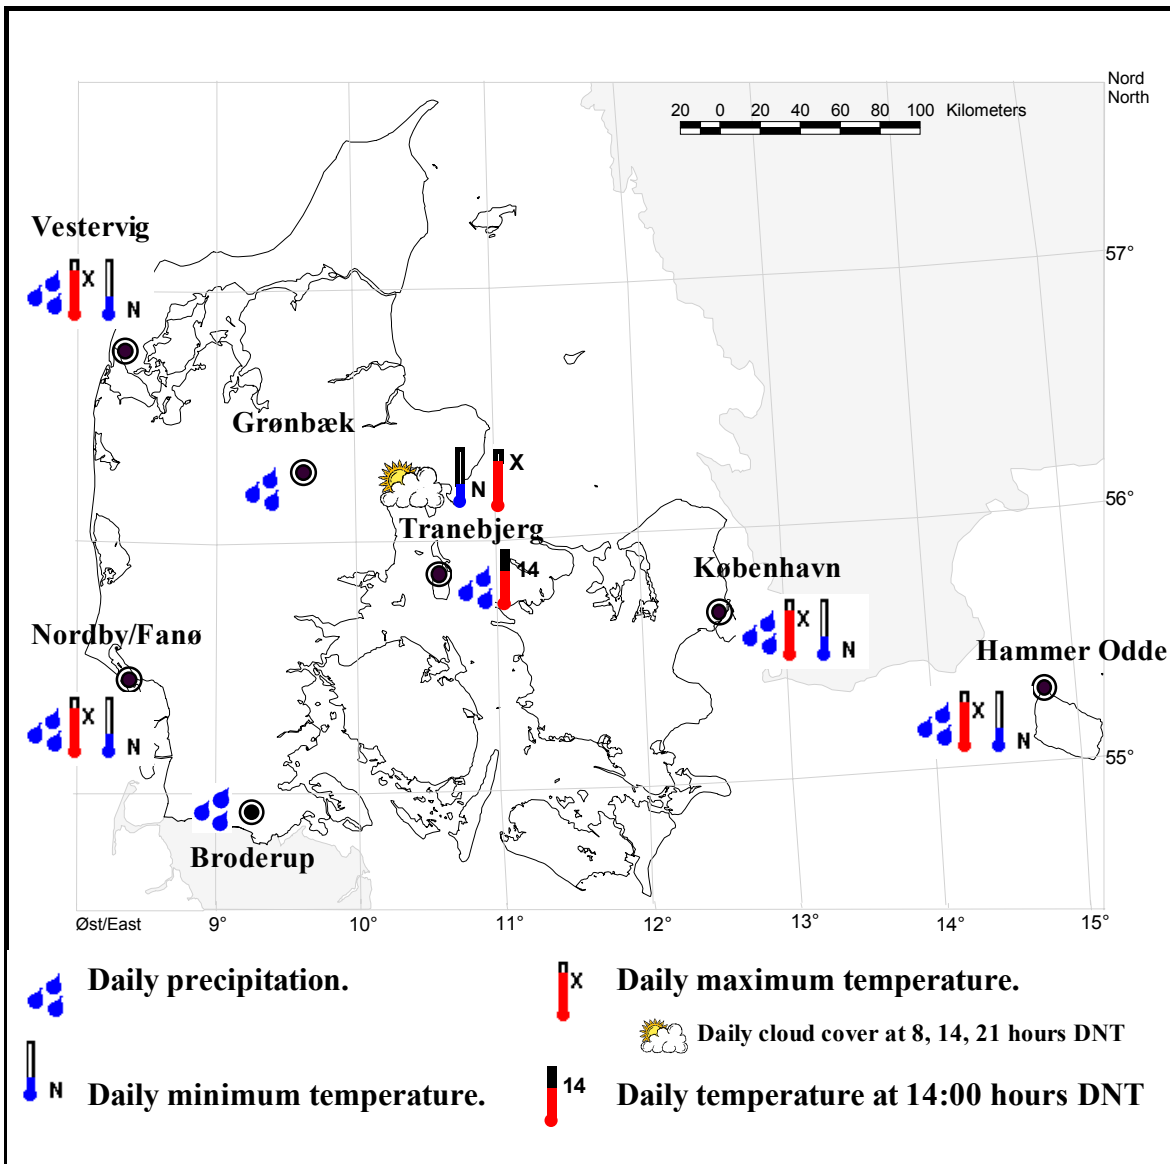 Nord
North
20 0 20 40 60 80 100 Kilometers
Vestervig
57°
X
N
Grønbæk
X
N
56°
Tranebjerg
14
København
Nordby/Fanø
X
N
Hammer Odde
X
N
X
N
55°
Broderup
Øst/East 9° 10° 11° 12° 13° 14° 15°
Daily precipitation.
X Daily maximum temperature.
Daily cloud cover at 8, 14, 21 hours DNT
N Daily minimum temperature.
14 Daily temperature at 14:00 hours DNT